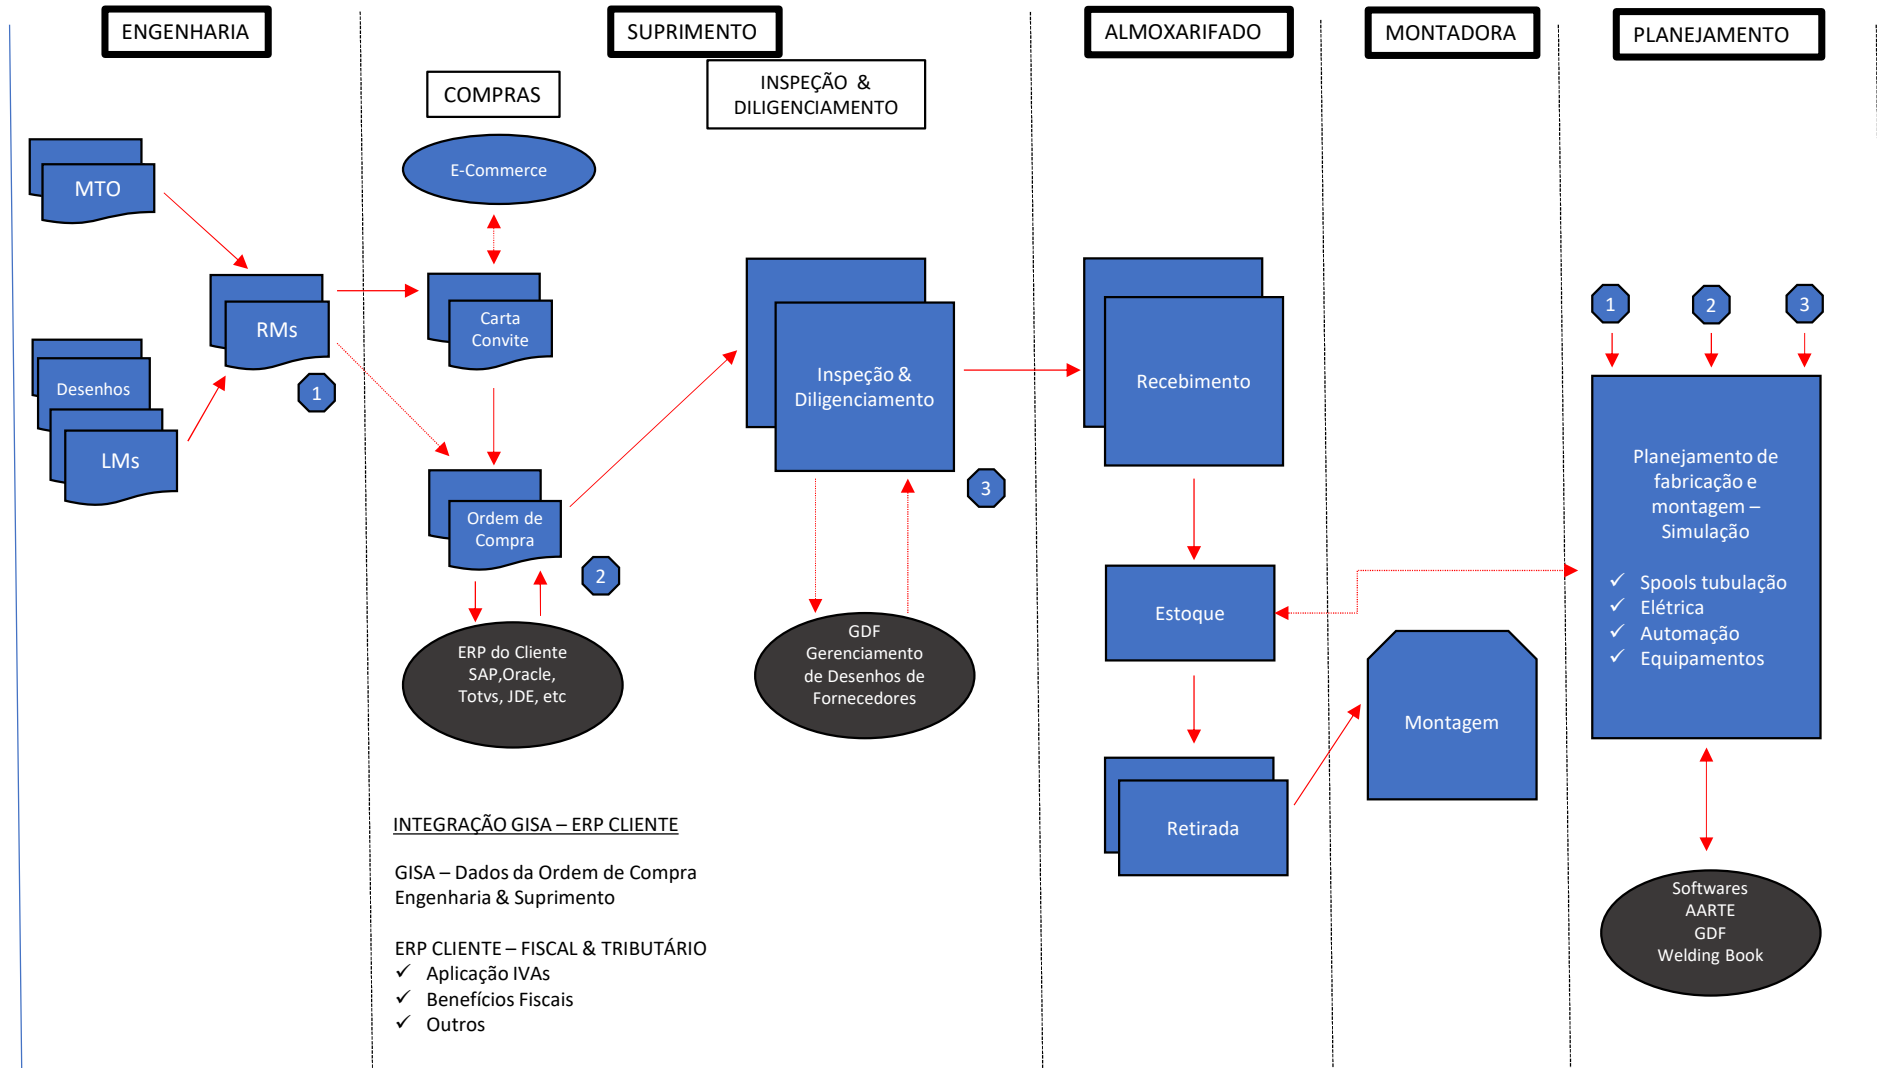 ENGENHARIA
SUPRIMENTO
ALMOXARIFADO
MONTADORA
PLANEJAMENTO
COMPRAS
INSPEÇÃO &
DILIGENCIAMENTO
MTO
RMs
Desenhos
LMs
1
E-Commerce
Carta
Convite
Ordem de
Compra
2
ERP do Cliente
SAP,Oracle,
Totvs, JDE, etc
Inspeção &
Diligenciamento
3
GDF
Gerenciamento
de Desenhos de
Fornecedores
Recebimento
Estoque
Retirada
Montagem
1
2
3
Planejamento de
fabricação e
montagem –
Simulação
✓ Spools tubulação
✓ Elétrica
✓ Automação
✓ Equipamentos
Softwares
AARTE
GDF
Welding Book
INTEGRAÇÃO GISA – ERP CLIENTE
GISA – Dados da Ordem de Compra
Engenharia & Suprimento
ERP CLIENTE – FISCAL & TRIBUTÁRIO
✓ Aplicação IVAs
✓ Benefícios Fiscais
✓ Outros